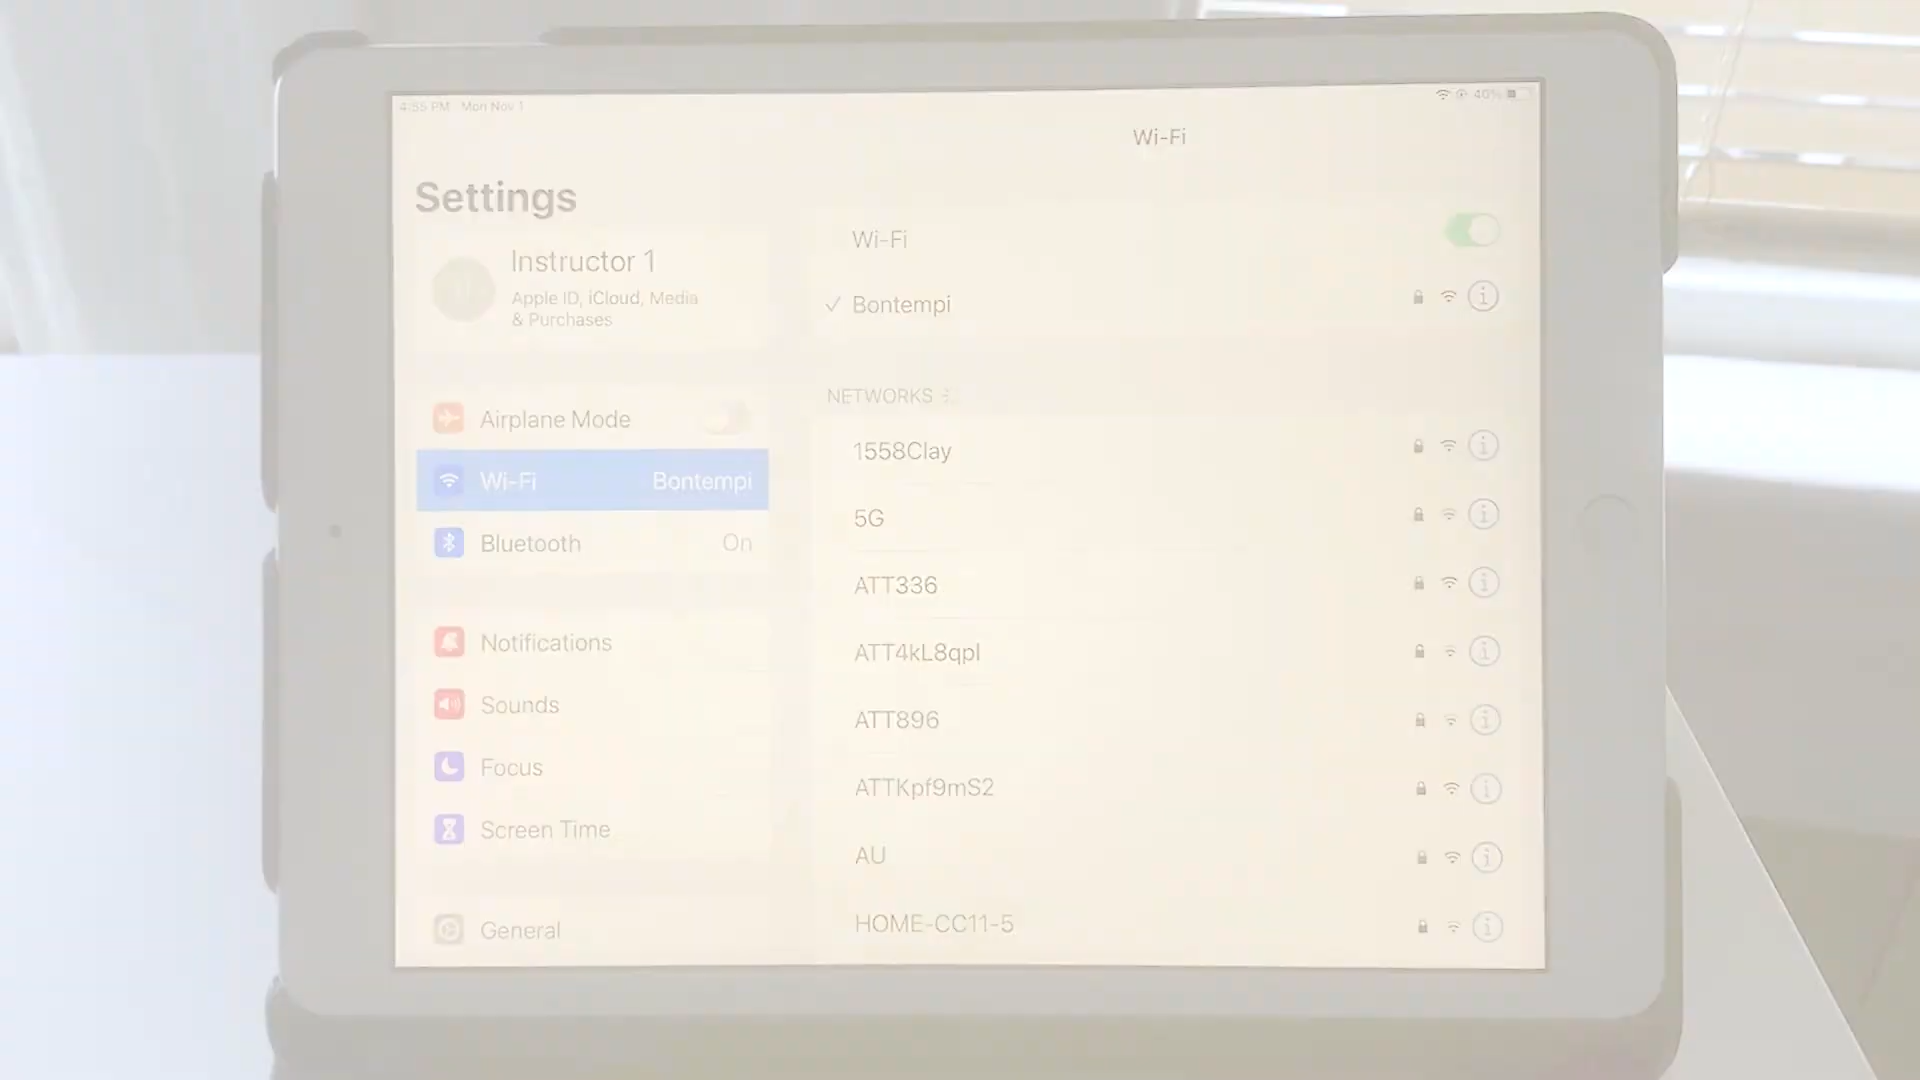 4:55 PM Mon Nov 1
40%
Wi-Fi
Settings
Instructor 1
Apple ID, iCloud, Media
& Purchases
Airplane Mode
Wi-Fi Bontempi
Bluetooth On
Notifications
Sounds
Focus
Screen Time
General
Wi-Fi
✓ Bontempi
NETWORKS
1558Clay
5G
ATT336
ATT4kL8qpl
ATT896
ATTKpf9mS2
AU
HOME-CC11-5